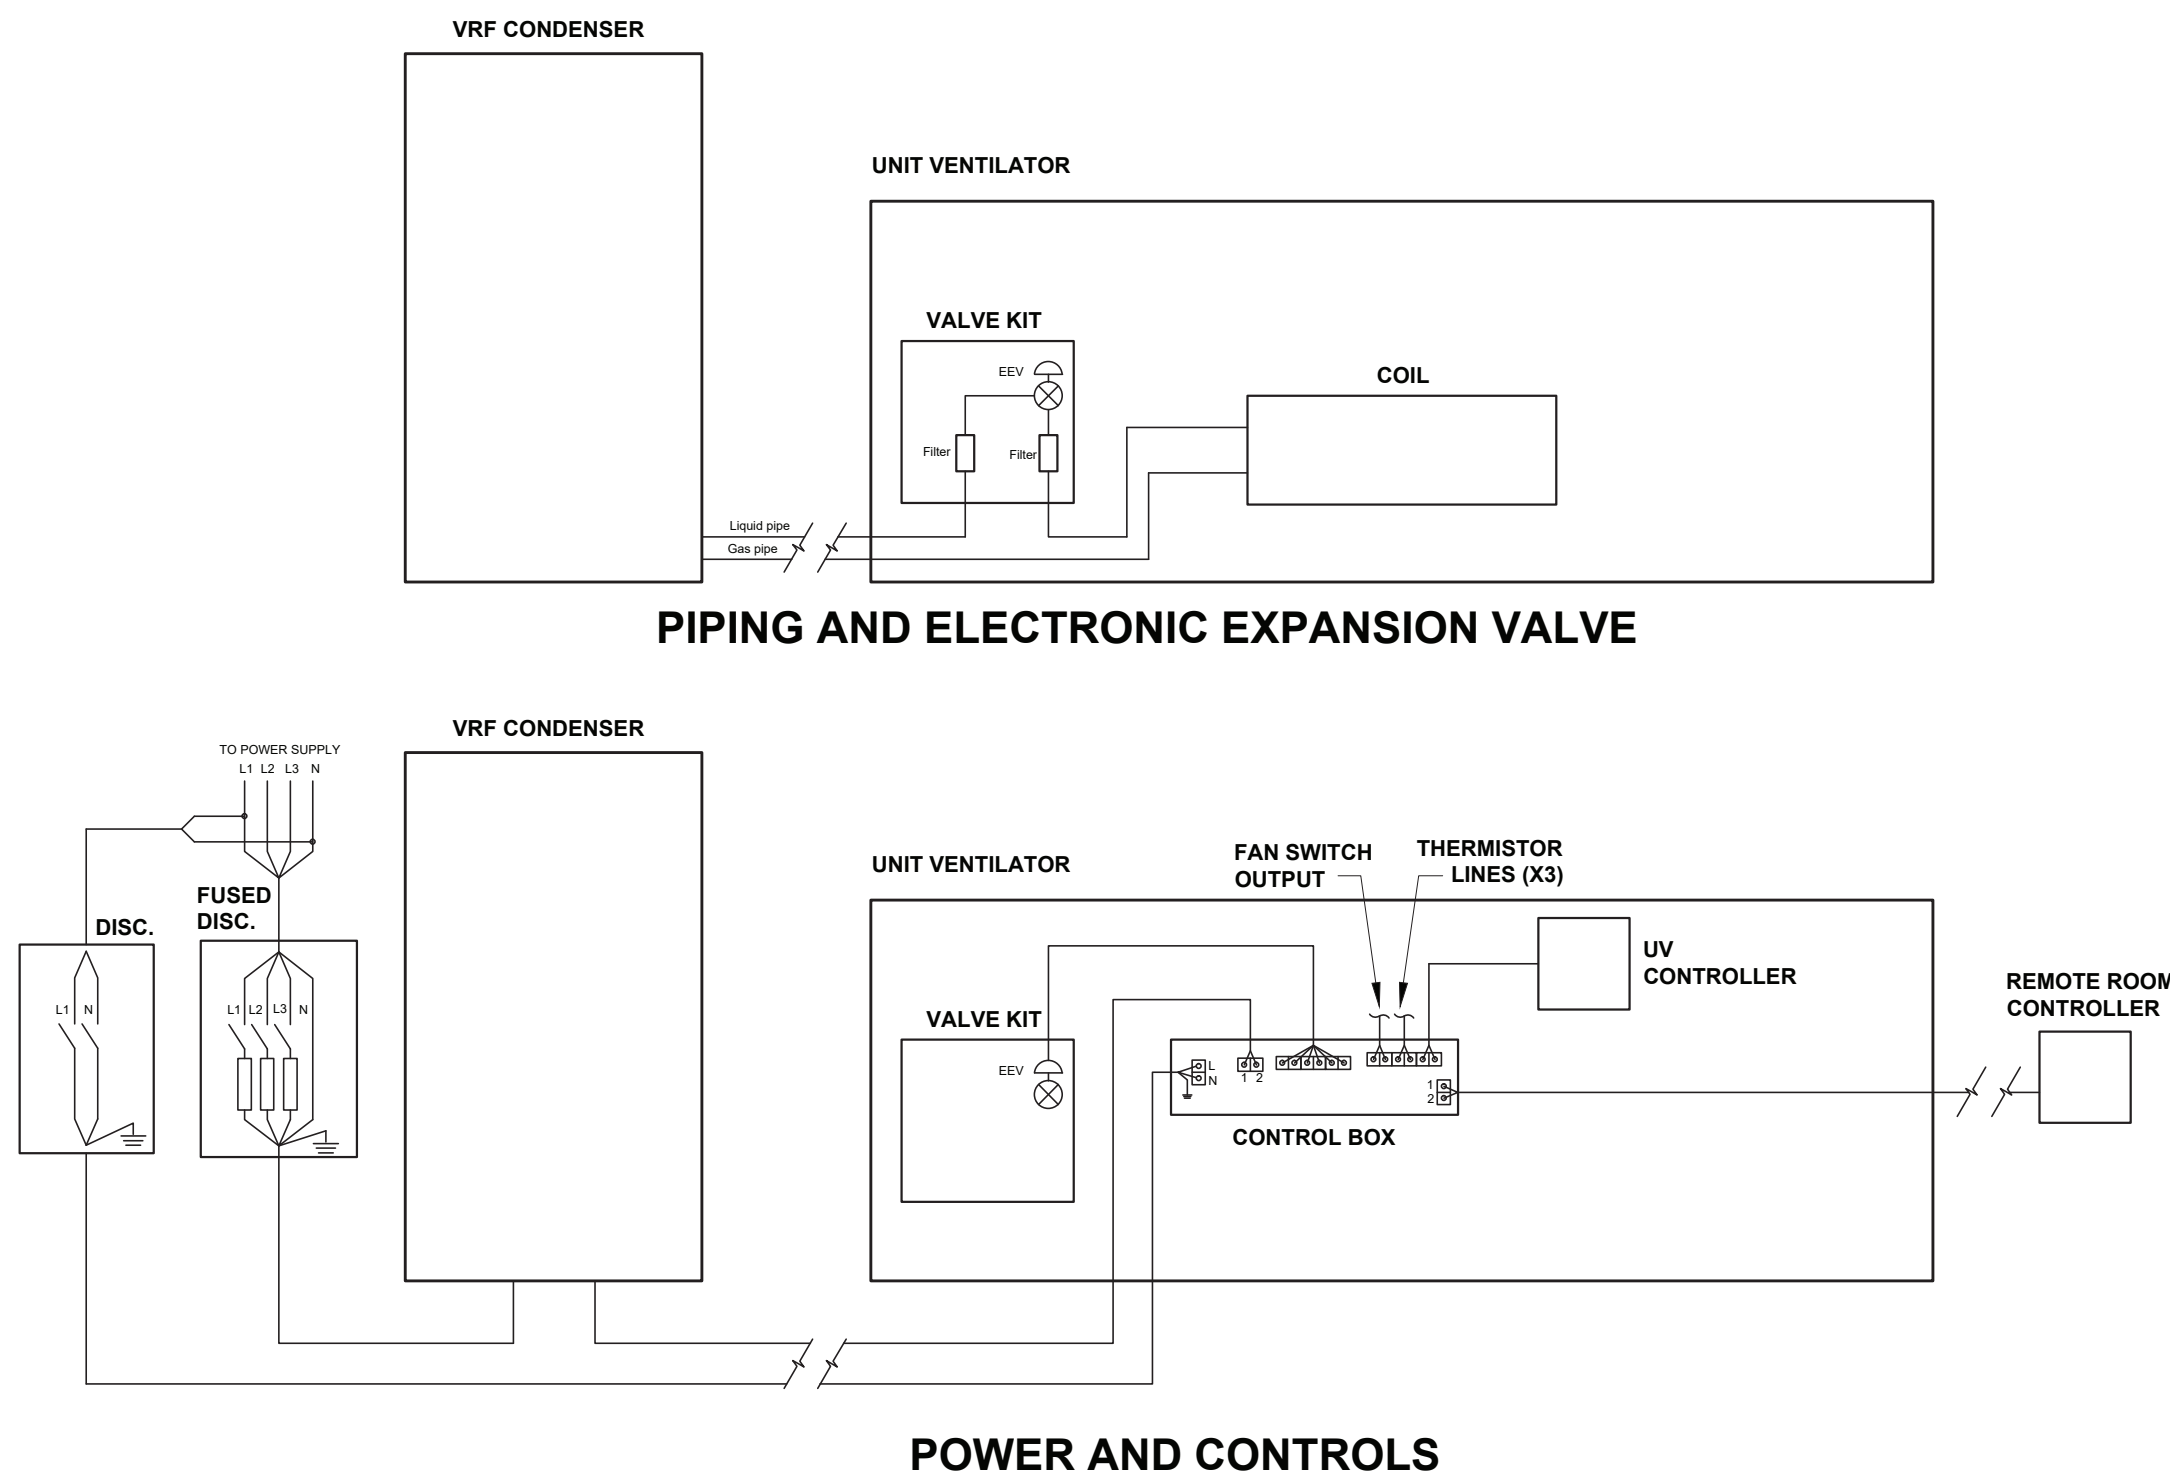 VRF CONDENSER
UNIT VENTILATOR
VALVE KIT
EEV
COIL
Filter
Filter
Liquid pipe
Gas pipe
PIPING AND ELECTRONIC EXPANSION VALVE
VRF CONDENSER
TO POWER SUPPLY
L1 L2 L3 N
FUSED
DISC.
DISC.
L1 N
L1 L2 L3 N
UNIT VENTILATOR
FAN SWITCH
OUTPUT
THERMISTOR
LINES (X3)
UV
CONTROLLER
REMOTE ROOM
CONTROLLER
VALVE KIT
EEV
L
N
1 2
1
2
CONTROL BOX
POWER AND CONTROLS